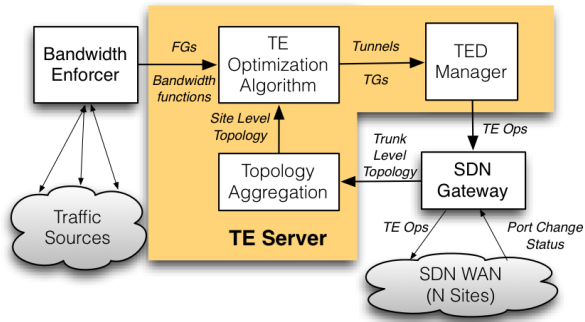 Bandwidth
Enforcer
FGs
Bandwidth
functions
TE
Optimization
Algorithm
Tunnels
TGs
TED
Manager
Site Level
Topology
TE Ops
Topology
Aggregation
Trunk
Level
Topology
SDN
Gateway
Traffic
Sources
TE Server
TE Ops
Port Change
Status
SDN WAN
(N Sites)